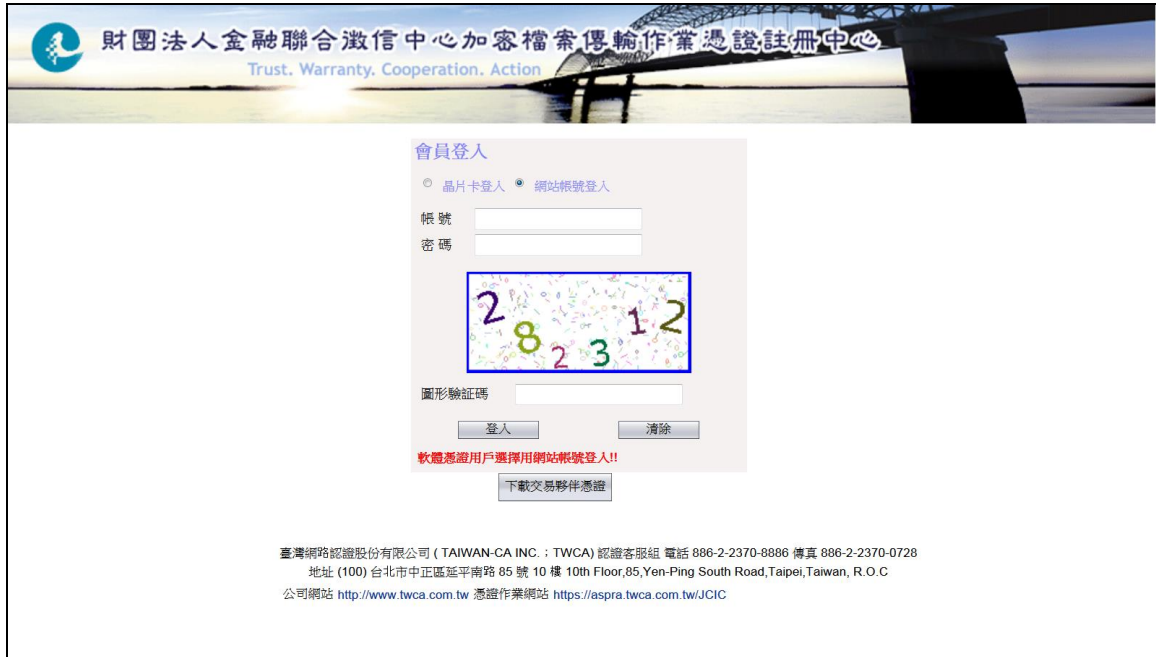 財團法人金融聯合徵信中心加密檔案傳輸作業憑證註冊中心
Trust. Warranty. Cooperation. Action
會員登入
晶片卡登入 網站帳號登入
帳 號
密 碼
2 8 2 3 1 2
圖形驗証碼
登入 清除
軟體憑證用戶選擇用網站帳號登入!!
下載交易夥伴憑證
臺灣網路認證股份有限公司 ( TAIWAN-CA INC.；TWCA) 認證客服組 電話 886-2-2370-8886 傳真 886-2-2370-0728
地址 (100) 台北市中正區延平南路 85 號 10 樓 10th Floor,85,Yen-Ping South Road,Taipei,Taiwan, R.O.C
公司網站 http://www.twca.com.tw 憑證作業網站 https://aspra.twca.com.tw/JCIC